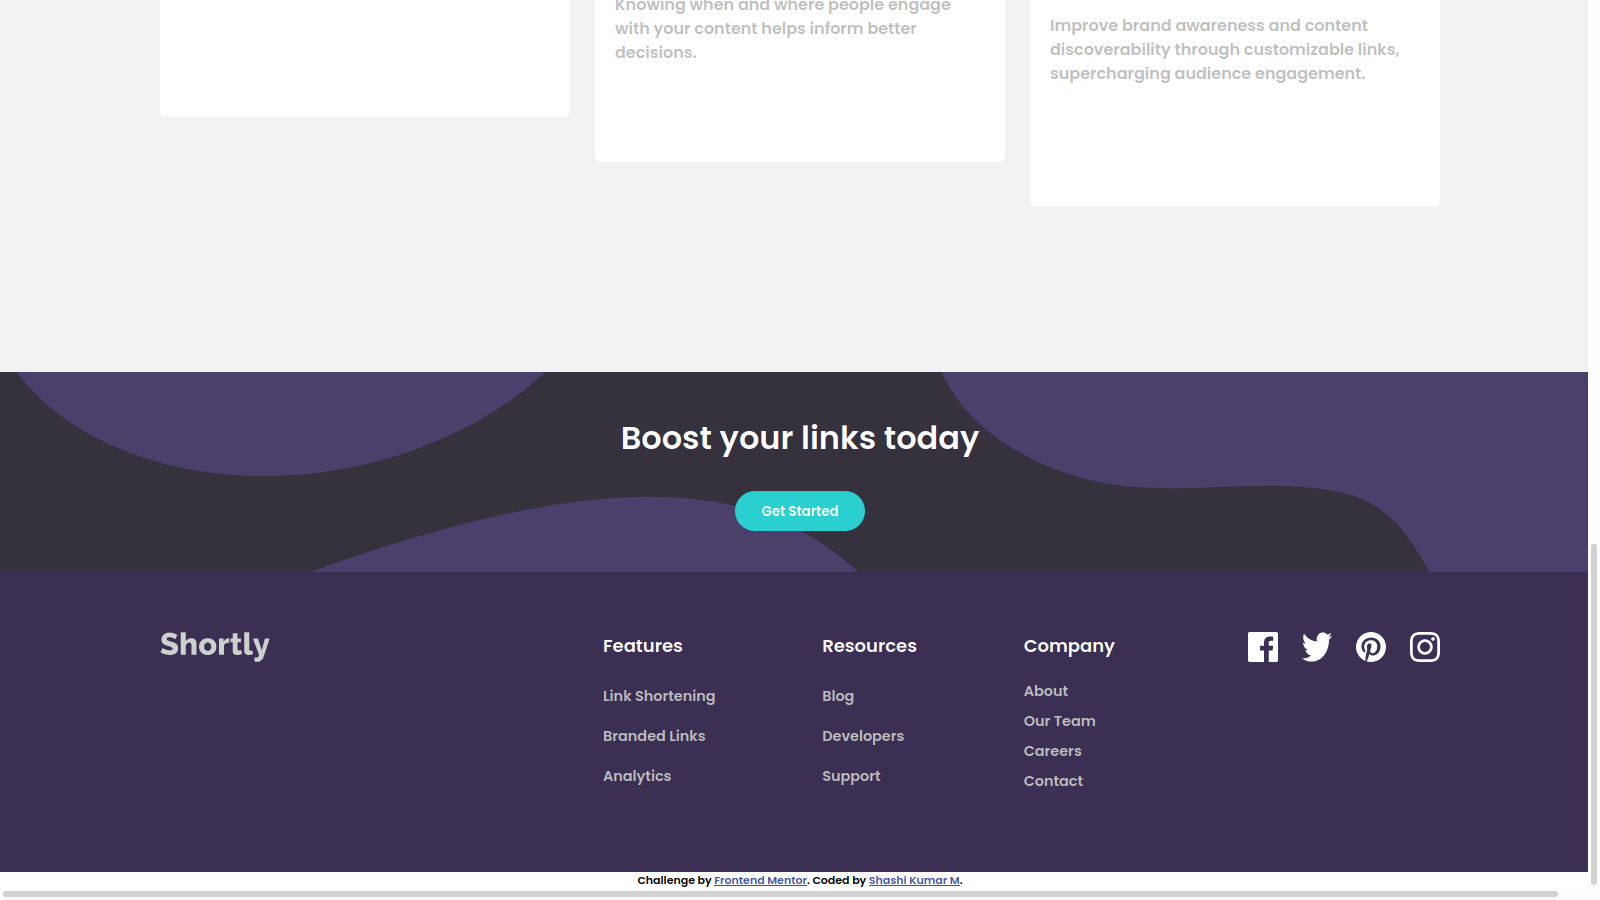 Knowing when and where people engage
with your content helps inform better
decisions.
Improve brand awareness and content
discoverability through customizable links,
supercharging audience engagement.
Boost your links today
Get Started
Shortly
Features
Link Shortening
Branded Links
Analytics
Resources
Blog
Developers
Support
Company
About
Our Team
Careers
Contact
Challenge by Frontend Mentor. Coded by Shashi Kumar M.